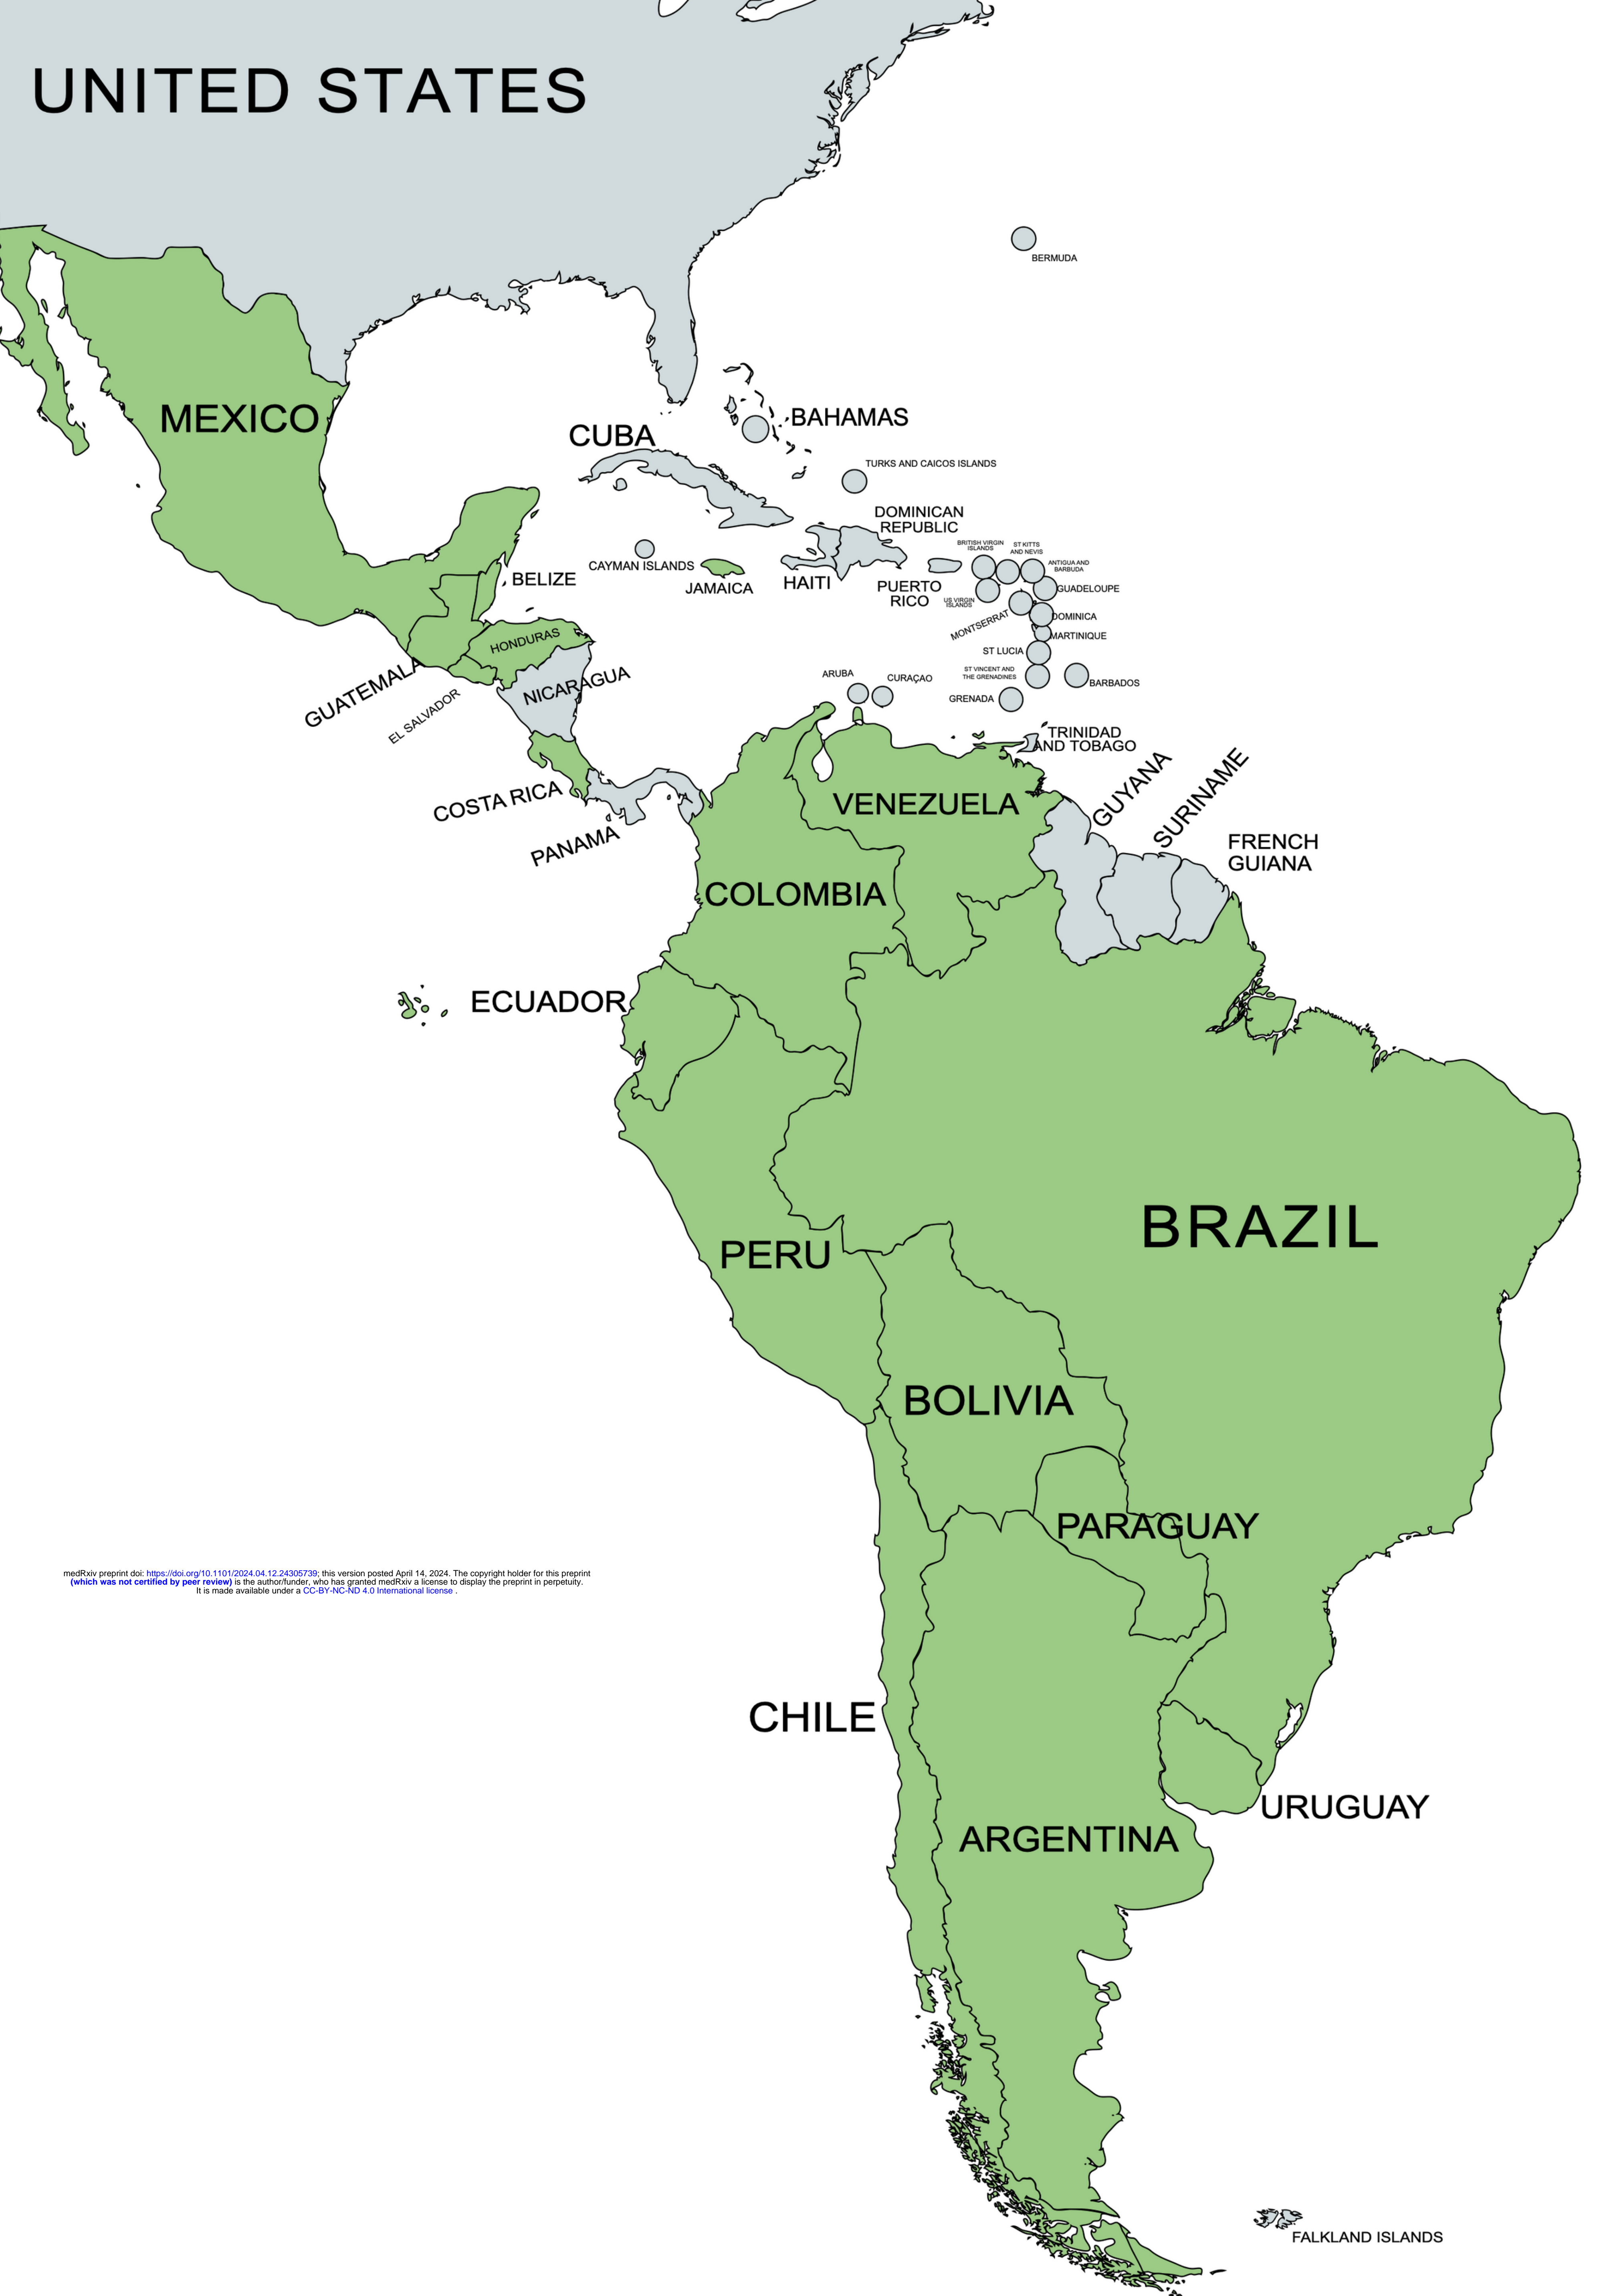 UNITED STATES
BERMUDA
MEXICO
BAHAMAS
CUBA
TURKS AND CAICOS ISLANDS
DOMINICAN
REPUBLIC
BRITISH VIRGIN
ISLANDS
ST KITTS
AND NEVIS
ANTIGUA AND
BARBUDA
CAYMAN ISLANDS
JAMAICA
HAITI
PUERTO
RICO
US VIRGIN
ISLANDS
GUADELOUPE
BELIZE
MONTSERRAT
DOMINICA
MARTINIQUE
HONDURAS
ST LUCIA
GUATEMALA
ST VINCENT AND
THE GRENADINES
BARBADOS
NICARAGUA
ARUBA
CURAÇAO
GRENADA
EL SALVADOR
TRINIDAD
AND TOBAGO
COSTA RICA
VENEZUELA
GUYANA
SURINAME
PANAMA
FRENCH
GUIANA
COLOMBIA
ECUADOR
BRAZIL
PERU
BOLIVIA
PARAGUAY
medRxiv preprint doi: https://doi.org/10.1101/2024.04.12.24305739; this version posted April 14, 2024. The copyright holder for this preprint
(which was not certified by peer review) is the author/funder, who has granted medRxiv a license to display the preprint in perpetuity.
It is made available under a CC-BY-NC-ND 4.0 International license .
CHILE
URUGUAY
ARGENTINA
FALKLAND ISLANDS